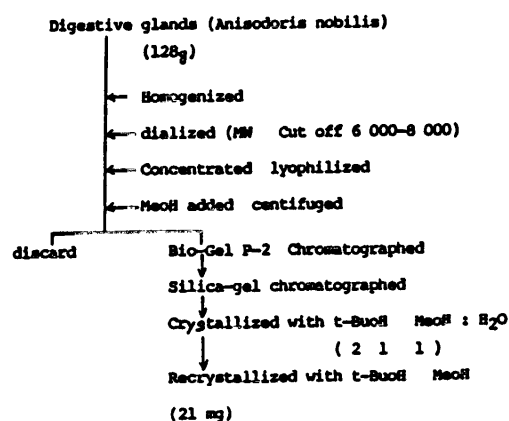 Digestive glands (Anisodoris nobilis)
(128g)
Homogenized
dialized (MW Cut off 6 000-8 000)
Concentrated lyophilized
MeoH added centifuged
discard
Bio-Gel P-2 Chromatographed
Silica-gel chromatographed
Crystallized with t-BuoH MeoH : H2O
( 2 1 1 )
Recrystallized with t-BuoH MeoH
(21 mg)